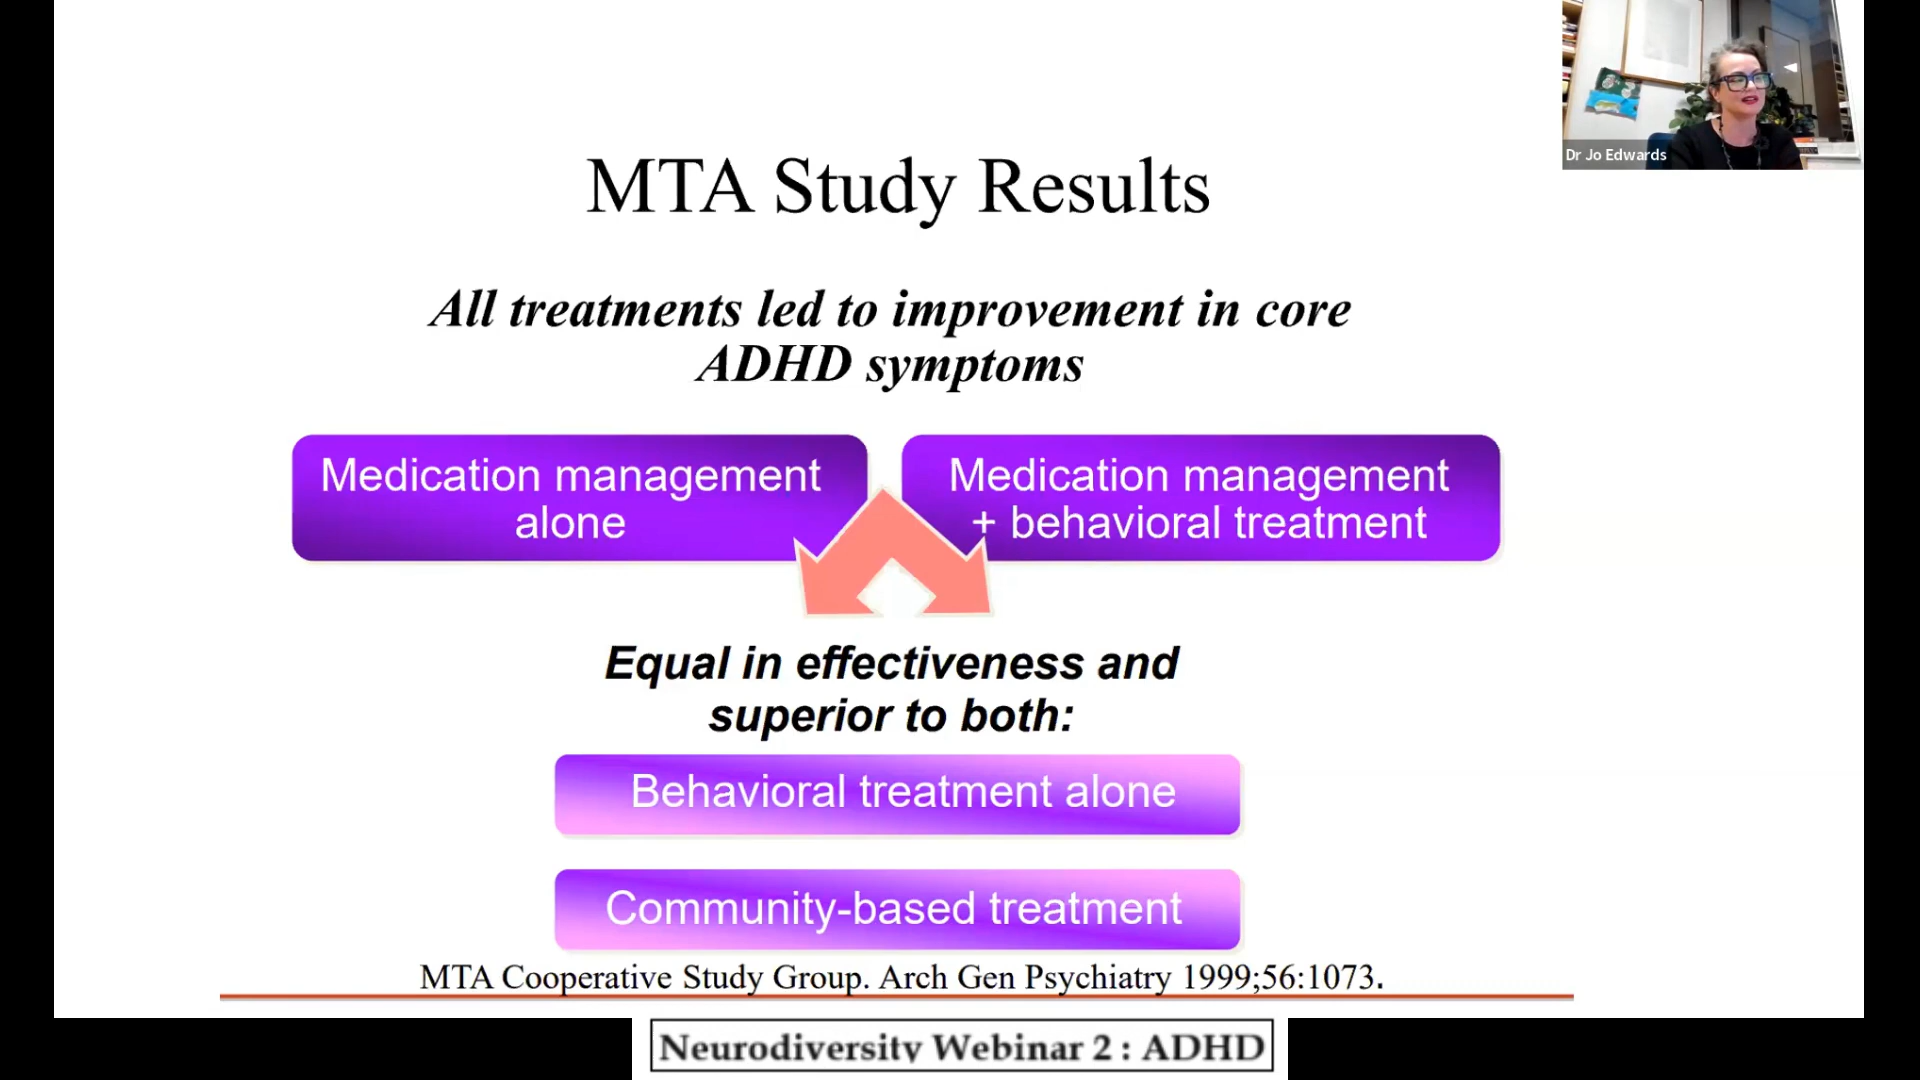 Dr Jo Edwards
MTA Study Results
All treatments led to improvement in core
ADHD symptoms
Medication management
alone
Medication management
+ behavioral treatment
Equal in effectiveness and
superior to both:
Behavioral treatment alone
Community-based treatment
MTA Cooperative Study Group. Arch Gen Psychiatry 1999;56:1073.
Neurodiversity Webinar 2 : ADHD